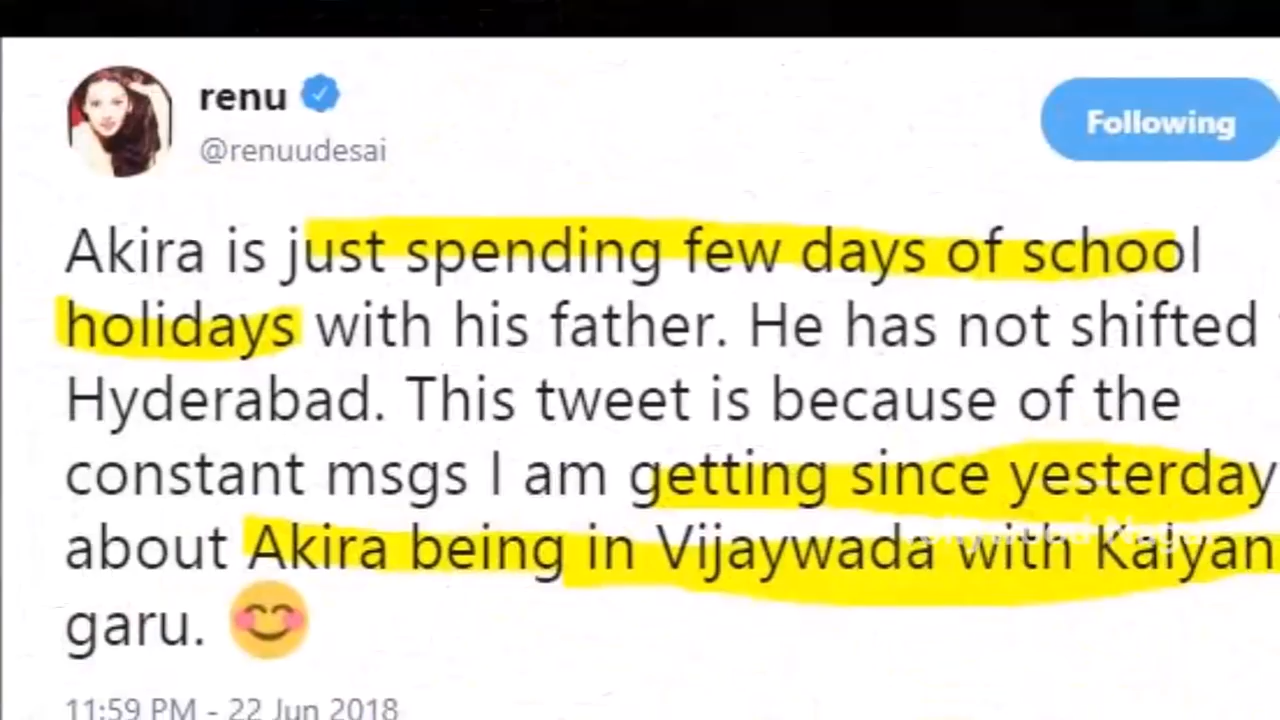 renu
@renuudesai
Following
Akira is just spending few days of school
holidays with his father. He has not shifted
Hyderabad. This tweet is because of the
constant msgs I am getting since yesterday
about Akira being in Vijaywada with Kalyan
garu. 😊
11:59 PM - 22 Jun 2018